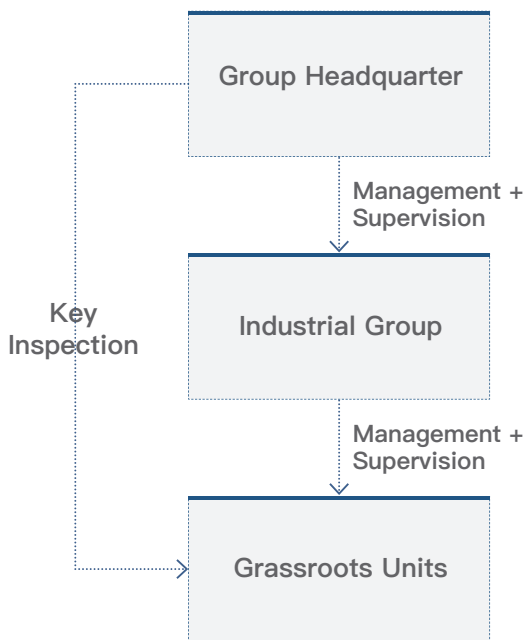 Group Headquarter
Management +
Supervision
Key
Inspection
Industrial Group
Management +
Supervision
Grassroots Units